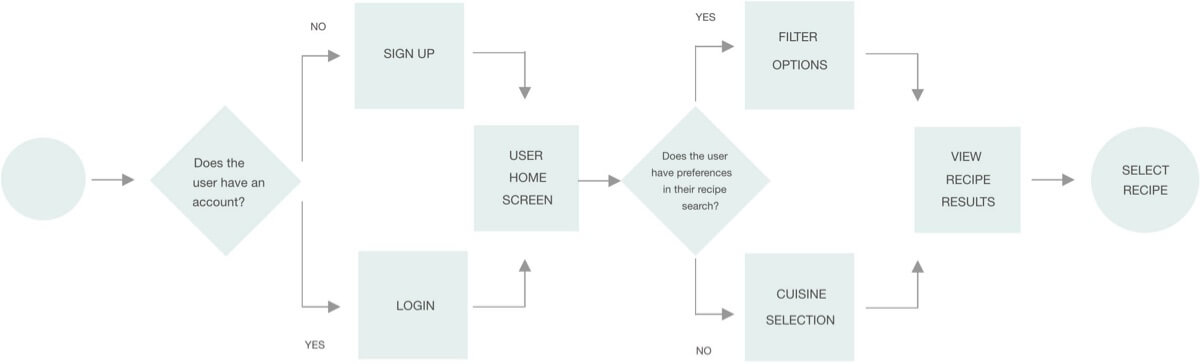 Does the
user have an
account?
NO
SIGN UP
YES
LOGIN
USER
HOME
SCREEN
Does the user
have preferences
in their recipe
search?
YES
FILTER
OPTIONS
NO
CUISINE
SELECTION
VIEW
RECIPE
RESULTS
SELECT
RECIPE